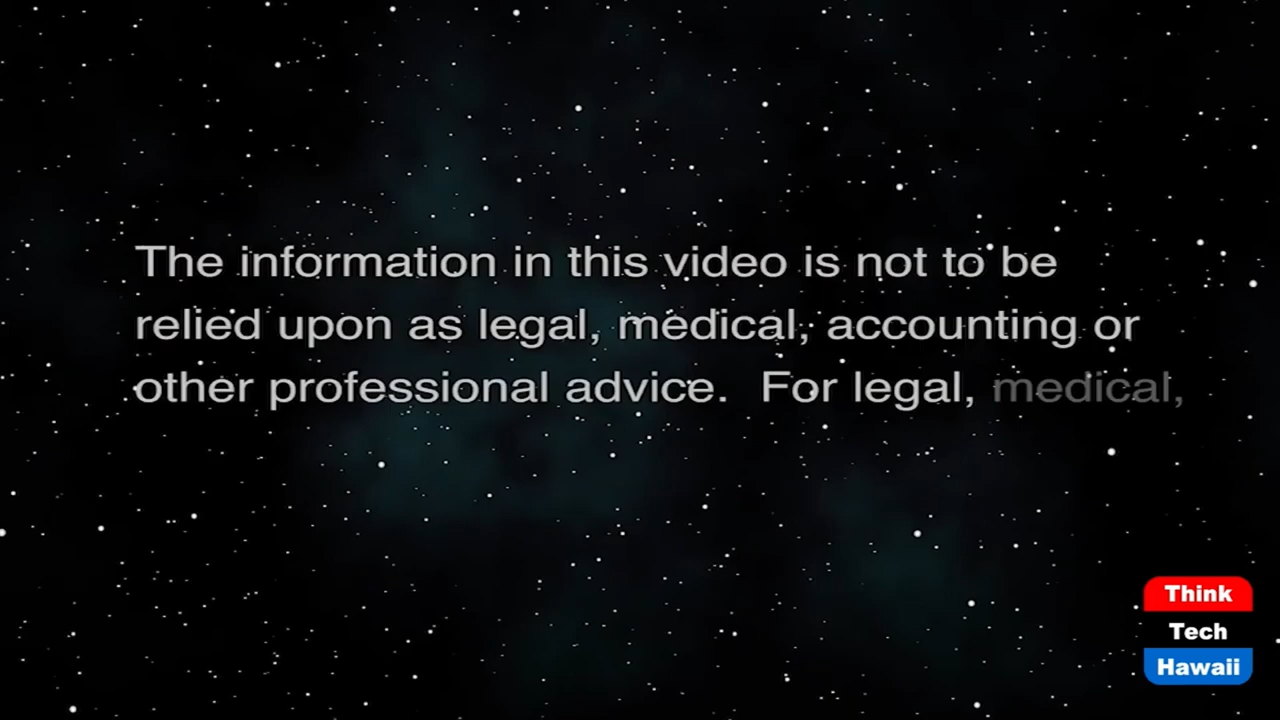 The information in this video is not to be
relied upon as legal, medical, accounting or
other professional advice.  For legal, medical,
Think
Tech
Hawaii